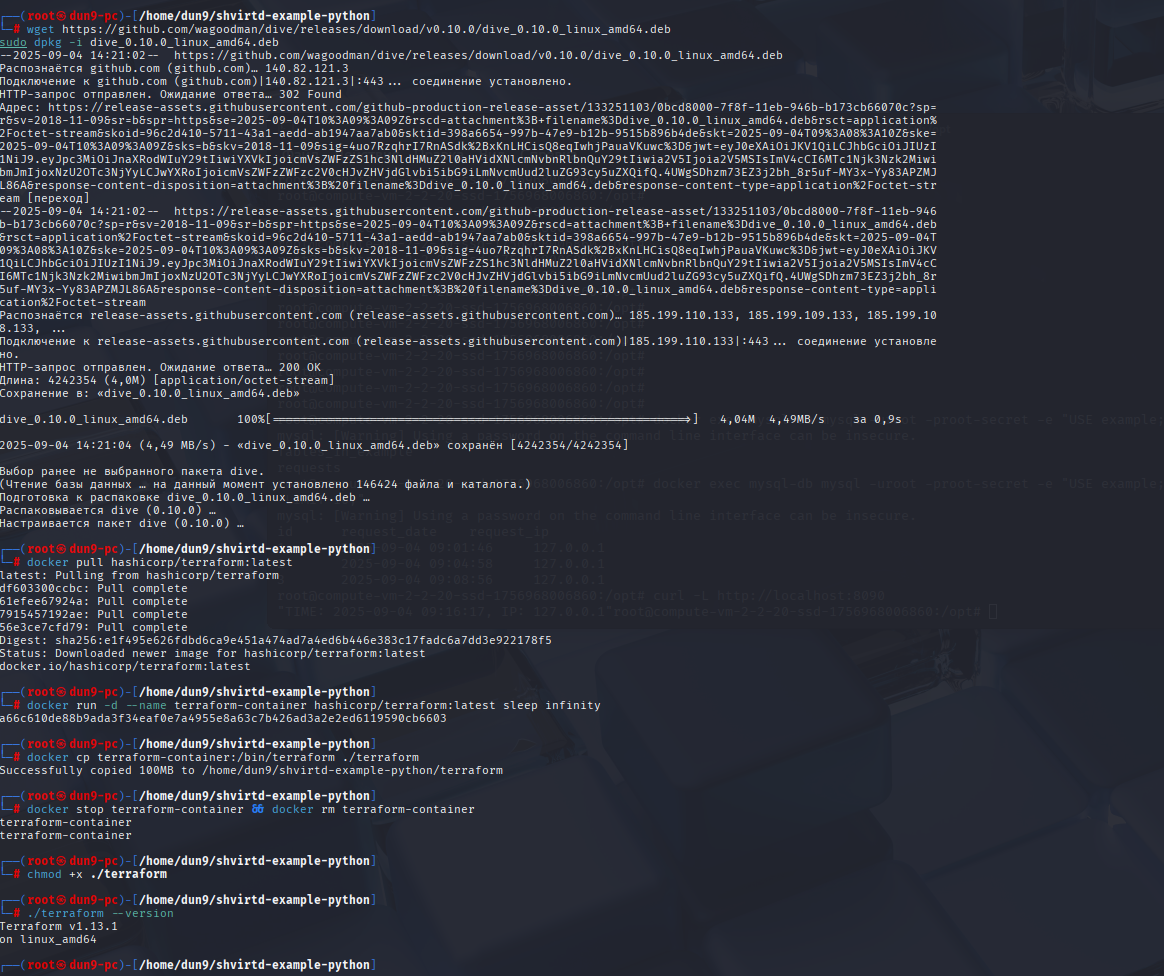 ┌──(root㉿dun9-pc)-[/home/dun9/shvirtd-example-python]
└─# wget https://github.com/wagoodman/dive/releases/download/v0.10.0/dive_0.10.0_linux_amd64.deb
sudo dpkg -i dive_0.10.0_linux_amd64.deb
--2025-09-04 14:21:02--  https://github.com/wagoodman/dive/releases/download/v0.10.0/dive_0.10.0_linux_amd64.deb
Распознаётся github.com (github.com)… 140.82.121.3
Подключение к github.com (github.com)|140.82.121.3|:443... соединение установлено.
HTTP-запрос отправлен. Ожидание ответа… 302 Found
Адрес: https://release-assets.githubusercontent.com/github-production-release-asset/133251103/0bcd8000-7f8f-11eb-946b-b173cb66070c?sp=
r&sv=2018-11-09&sr=b&spr=https&se=2025-09-04T10%3A09%3A09Z&rscd=attachment%3B+filename%3Ddive_0.10.0_linux_amd64.deb&rsct=application%
2Foctet-stream&skoid=96c2d410-5711-43a1-aedd-ab1947aa7ab0&sktid=398a6654-997b-47e9-b12b-9515b896b4de&skt=2025-09-04T09%3A08%3A10Z&ske=
2025-09-04T10%3A09%3A09Z&sks=b&skv=2018-11-09&sig=4uo7RzqhrI7RnASdk%2BxKnLHCisQ8eqIwhjPauaVKuwc%3D&jwt=eyJ0eXAiOiJKV1QiLCJhbGciOiJIUzI
1NiJ9.eyJpc3MiOiJnaXRodWIuY29tIiwiYXVkIjoicmVsZWFzZS1hc3NldHMuZ2l0aHVidXNlcmNvbnRlbnQuY29tIiwia2V5Ijoia2V5MSIsImV4cCI6MTc1Njk3Nzk2Miwi
bmJmIjoxNzU2OTc3NjYyLCJwYXRoIjoicmVsZWFzZWFzc2V0cHJvZHVjdGlvbi5ibG9iLmNvcmUud2luZG93cy5uZXQifQ.4UWgSDhzm73EZ3j2bh_8r5uf-MY3x-Yy83APZMJ
L86A&response-content-disposition=attachment%3B%20filename%3Ddive_0.10.0_linux_amd64.deb&response-content-type=application%2Foctet-str
eam [переход]
--2025-09-04 14:21:02--  https://release-assets.githubusercontent.com/github-production-release-asset/133251103/0bcd8000-7f8f-11eb-946
b-b173cb66070c?sp=r&sv=2018-11-09&sr=b&spr=https&se=2025-09-04T10%3A09%3A09Z&rscd=attachment%3B+filename%3Ddive_0.10.0_linux_amd64.deb
&rsct=application%2Foctet-stream&skoid=96c2d410-5711-43a1-aedd-ab1947aa7ab0&sktid=398a6654-997b-47e9-b12b-9515b896b4de&skt=2025-09-04T
09%3A08%3A10Z&ske=2025-09-04T10%3A09%3A09Z&sks=b&skv=2018-11-09&sig=4uo7RzqhrI7RnASdk%2BxKnLHCisQ8eqIwhjPauaVKuwc%3D&jwt=eyJ0eXAiOiJKV
1QiLCJhbGciOiJIUzI1NiJ9.eyJpc3MiOiJnaXRodWIuY29tIiwiYXVkIjoicmVsZWFzZS1hc3NldHMuZ2l0aHVidXNlcmNvbnRlbnQuY29tIiwia2V5Ijoia2V5MSIsImV4cC
I6MTc1Njk3Nzk2MiwibmJmIjoxNzU2OTc3NjYyLCJwYXRoIjoicmVsZWFzZWFzc2V0cHJvZHVjdGlvbi5ibG9iLmNvcmUud2luZG93cy5uZXQifQ.4UWgSDhzm73EZ3j2bh_8r
5uf-MY3x-Yy83APZMJL86A&response-content-disposition=attachment%3B%20filename%3Ddive_0.10.0_linux_amd64.deb&response-content-type=appli
cation%2Foctet-stream
Распознаётся release-assets.githubusercontent.com (release-assets.githubusercontent.com)… 185.199.110.133, 185.199.109.133, 185.199.10
8.133, ...
Подключение к release-assets.githubusercontent.com (release-assets.githubusercontent.com)|185.199.110.133|:443... соединение установле
но.
HTTP-запрос отправлен. Ожидание ответа… 200 OK
Длина: 4242354 (4,0M) [application/octet-stream]
Сохранение в: «dive_0.10.0_linux_amd64.deb»
dive_0.10.0_linux_amd64.deb       100%[===========================================================>]   4,04M  4,49MB/s    за 0,9s
2025-09-04 14:21:04 (4,49 MB/s) - «dive_0.10.0_linux_amd64.deb» сохранён [4242354/4242354]
Выбор ранее не выбранного пакета dive.
(Чтение базы данных … на данный момент установлено 146424 файла и каталога.)
Подготовка к распаковке dive_0.10.0_linux_amd64.deb …
Распаковывается dive (0.10.0) …
Настраивается пакет dive (0.10.0) …
┌──(root㉿dun9-pc)-[/home/dun9/shvirtd-example-python]
└─# docker pull hashicorp/terraform:latest
latest: Pulling from hashicorp/terraform
df603300ccbc: Pull complete
61efee67924a: Pull complete
7915457192ae: Pull complete
56e3ce7cfd79: Pull complete
Digest: sha256:e1f495e626fdbd6ca9e451a474ad7a4ed6b446e383c17fadc6a7dd3e922178f5
Status: Downloaded newer image for hashicorp/terraform:latest
docker.io/hashicorp/terraform:latest
┌──(root㉿dun9-pc)-[/home/dun9/shvirtd-example-python]
└─# docker run -d --name terraform-container hashicorp/terraform:latest sleep infinity
a66c610de88b9ada3f34eaf0e7a4955e8a63c7b426ad3a2e2ed6119590cb6603
┌──(root㉿dun9-pc)-[/home/dun9/shvirtd-example-python]
└─# docker cp terraform-container:/bin/terraform ./terraform
Successfully copied 100MB to /home/dun9/shvirtd-example-python/terraform
┌──(root㉿dun9-pc)-[/home/dun9/shvirtd-example-python]
└─# docker stop terraform-container && docker rm terraform-container
terraform-container
terraform-container
┌──(root㉿dun9-pc)-[/home/dun9/shvirtd-example-python]
└─# chmod +x ./terraform
┌──(root㉿dun9-pc)-[/home/dun9/shvirtd-example-python]
└─# ./terraform --version
Terraform v1.13.1
on linux_amd64
┌──(root㉿dun9-pc)-[/home/dun9/shvirtd-example-python]